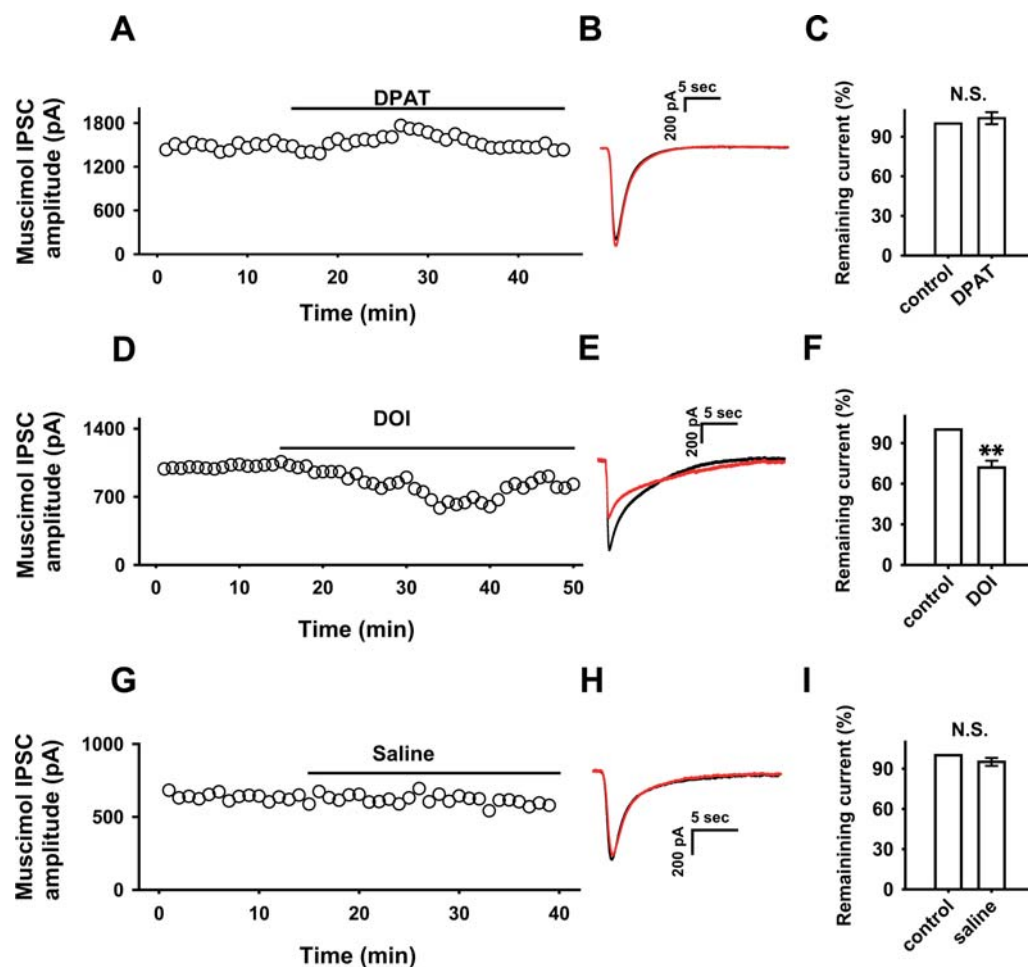 A
B
C
Muscimol IPSC
amplitude (pA)
1800
1200
600
0
DPAT
0 10 20 30 40
Time (min)
5 sec
200 pA
Remaining current (%)
N.S.
90
60
30
0
control
DPAT
D
E
F
Muscimol IPSC
amplitude (pA)
1400
700
0
DOI
0 10 20 30 40 50
Time (min)
5 sec
200 pA
Remaining current (%)
**
90
60
30
0
control
DOI
G
H
I
Muscimol IPSC
amplitude (pA)
1000
500
0
Saline
0 10 20 30 40
Time (min)
5 sec
200 pA
Remainining current (%)
N.S.
90
60
30
0
control
saline